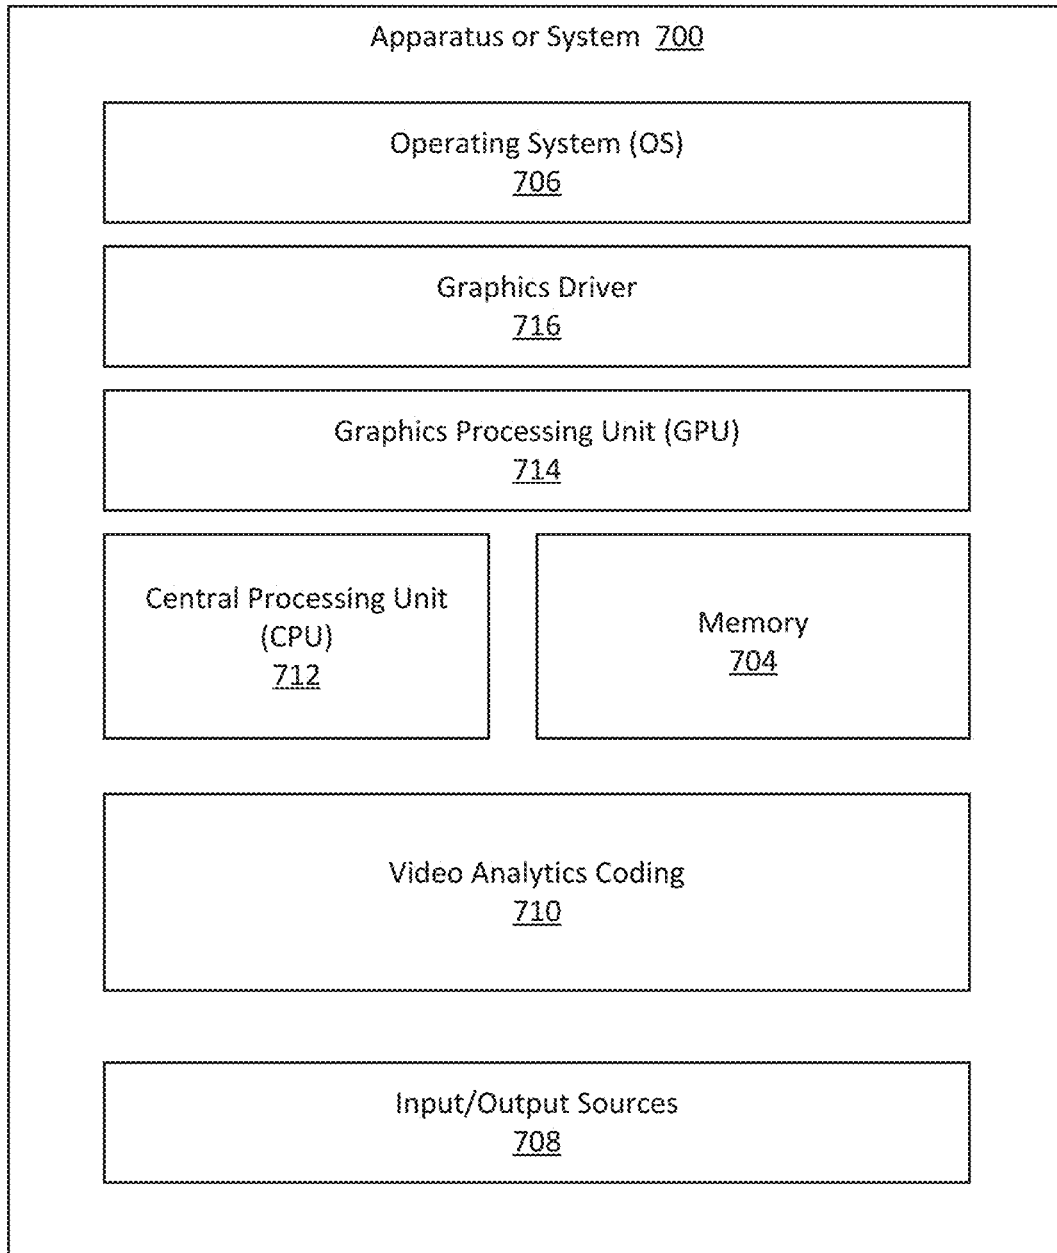 Apparatus or System 700
Operating System (OS)
706
Graphics Driver
716
Graphics Processing Unit (GPU)
714
Central Processing Unit
(CPU)
712
Memory
704
Video Analytics Coding
710
Input/Output Sources
708